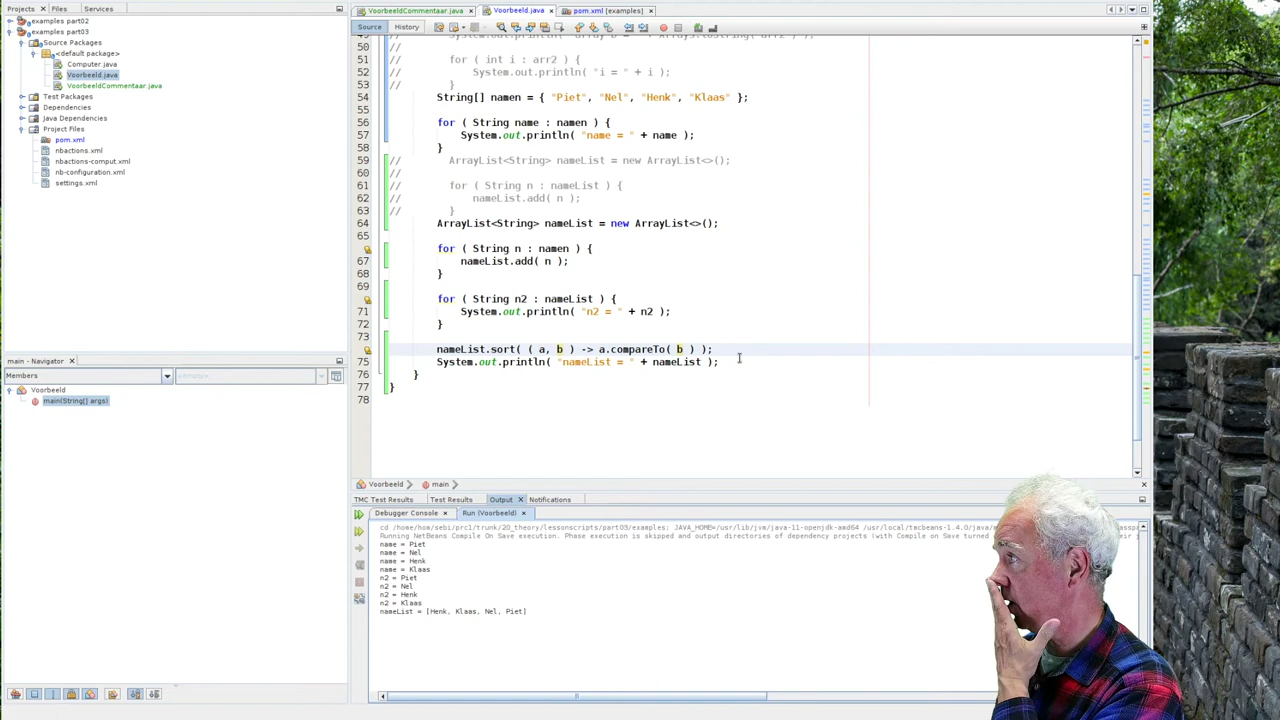 Projects × Files Services
VoorbeeldCommentaar.java × Voorbeeld.java × pom.xml [examples] ×
Source History
examples part02
examples part03
Source Packages
<default package>
Computer.java
Voorbeeld.java
VoorbeeldCommentaar.java
Test Packages
Dependencies
Java Dependencies
Project Files
pom.xml
nbactions.xml
nbactions-comput.xml
nb-configuration.xml
settings.xml
50 //
51 // for ( int i : arr2 ) {
52 // System.out.println( "i = " + i );
53 // }
54 String[] namen = { "Piet", "Nel", "Henk", "Klaas" };
55
56 for ( String name : namen ) {
57 System.out.println( "name = " + name );
58 }
59 // ArrayList<String> nameList = new ArrayList<>();
60 //
61 // for ( String n : nameList ) {
62 // nameList.add( n );
63 // }
64 ArrayList<String> nameList = new ArrayList<>();
65
for ( String n : namen ) {
67 nameList.add( n );
68 }
69
for ( String n2 : nameList ) {
71 System.out.println( "n2 = " + n2 );
72 }
73
nameList.sort( ( a, b ) -> a.compareTo( b ) );
75 System.out.println( "nameList = " + nameList );
76 }
77 }
78
main - Navigator ×
Members <empty>
Voorbeeld
main(String[] args)
Voorbeeld main
TMC Test Results Test Results Output × Notifications
Debugger Console × Run (Voorbeeld) ×
cd /home/hom/sebi/prc1/trunk/20_theory/lessonscripts/part03/examples; JAVA_HOME=/usr/lib/jvm/java-11-openjdk-amd64 /usr/local/tmcbeans-1.4.0/java/m
Running NetBeans Compile On Save execution. Phase execution is skipped and output directories of dependency projects (with Compile on Save turned
name = Piet
name = Nel
name = Henk
name = Klaas
n2 = Piet
n2 = Nel
n2 = Henk
n2 = Klaas
nameList = [Henk, Klaas, Nel, Piet]